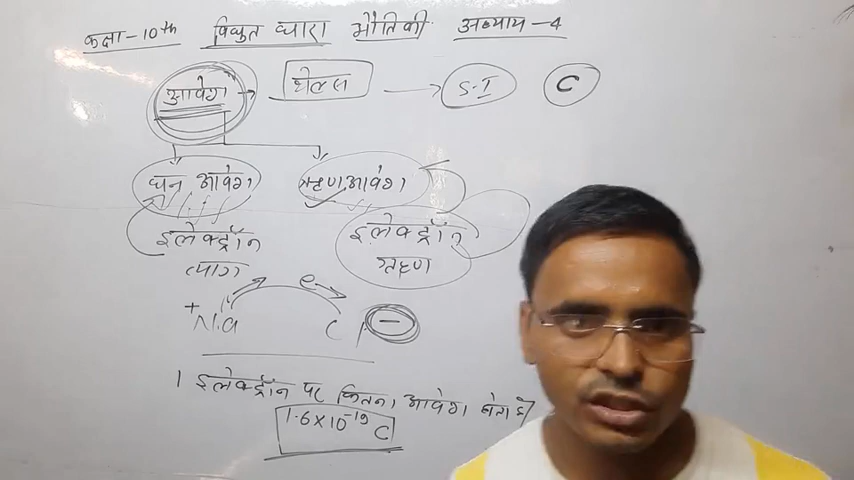 कक्षा-10th विद्युत धारा भौतिकी अध्याय-4
आवेश → थेल्स → S.I C
धन आवेश ऋण आवेश
इलेक्ट्रॉन इलेक्ट्रॉन
त्याग ग्रहण
+Na e→ Cl -
1 इलेक्ट्रॉन पर कितना आवेश होता है
1.6×10⁻¹⁹ C